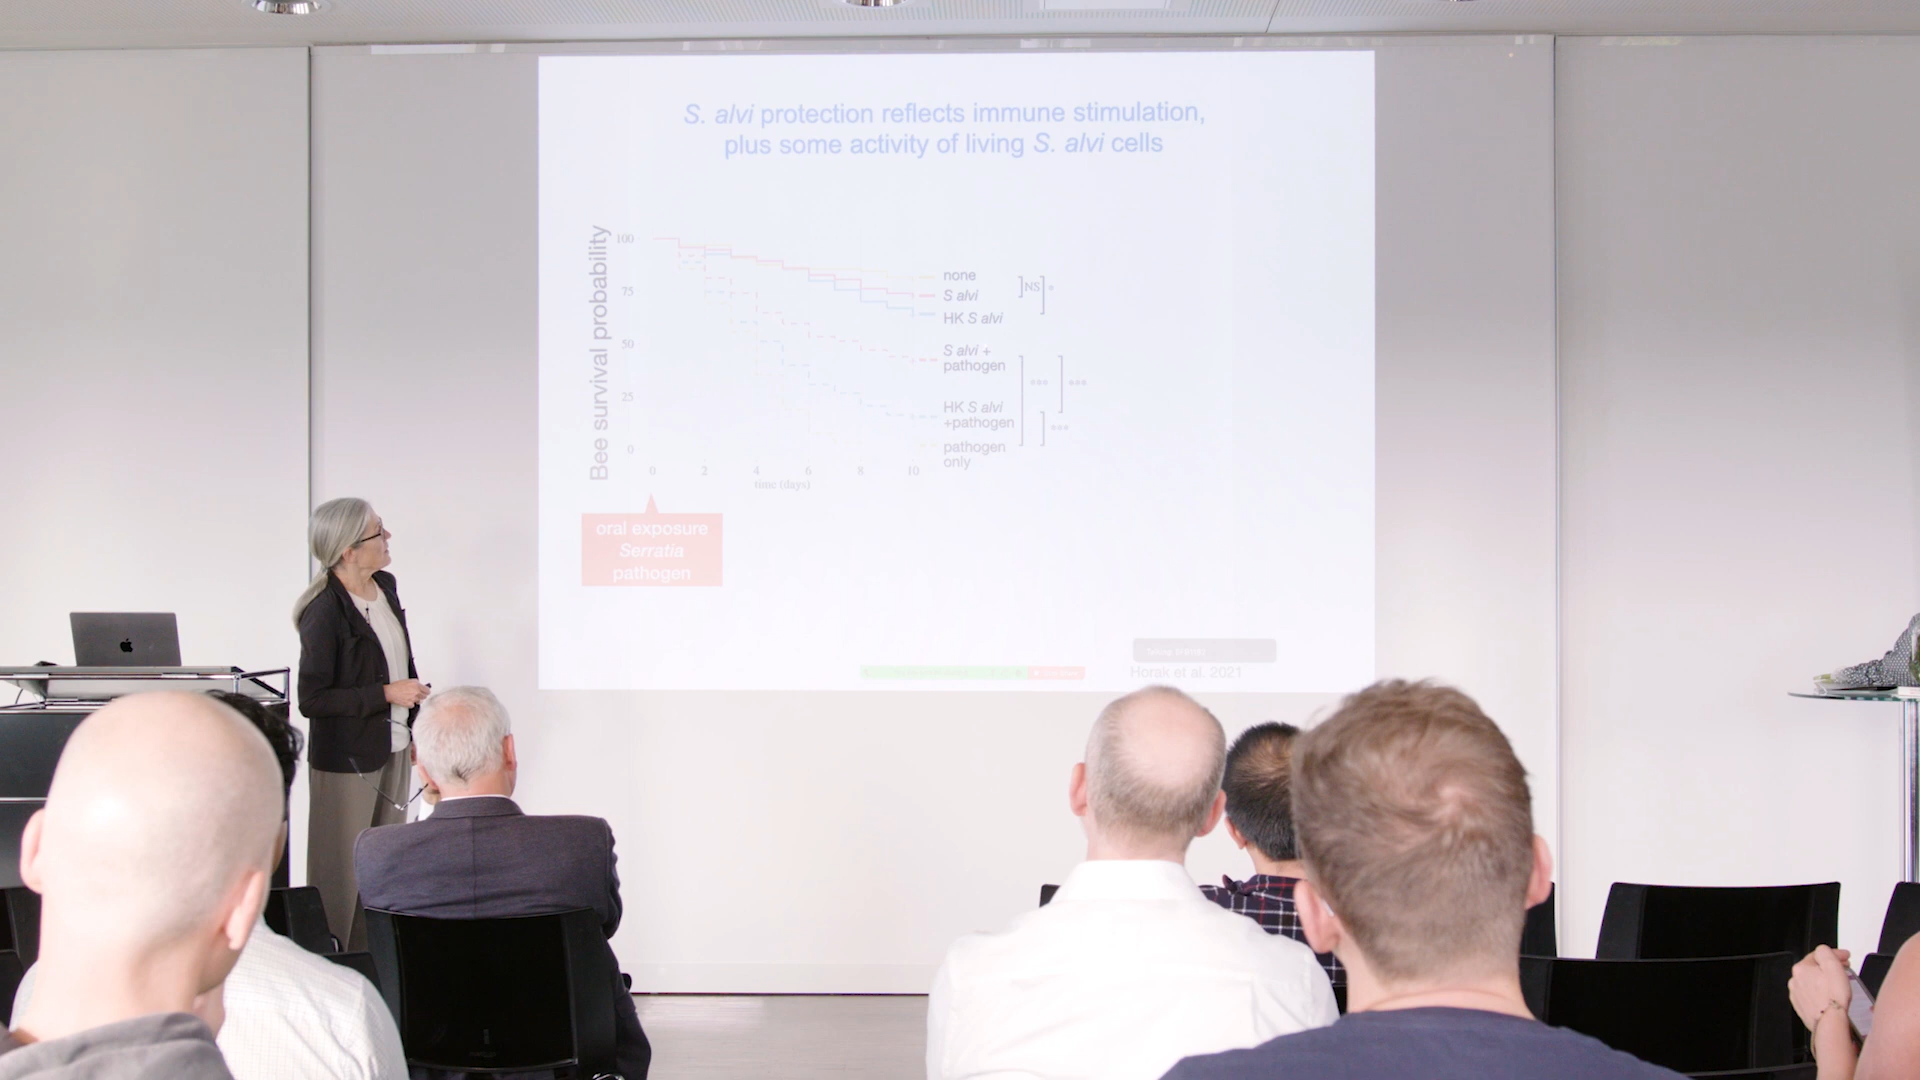 S. alvi protection reflects immune stimulation,
plus some activity of living S. alvi cells
Bee survival probability
100
75
50
25
0
0 2 4 6 8 10
time (days)
none
S alvi
HK S alvi
NS
*
S alvi +
pathogen
HK S alvi
+pathogen
pathogen
only
***
***
***
oral exposure
Serratia
pathogen
Horak et al. 2021